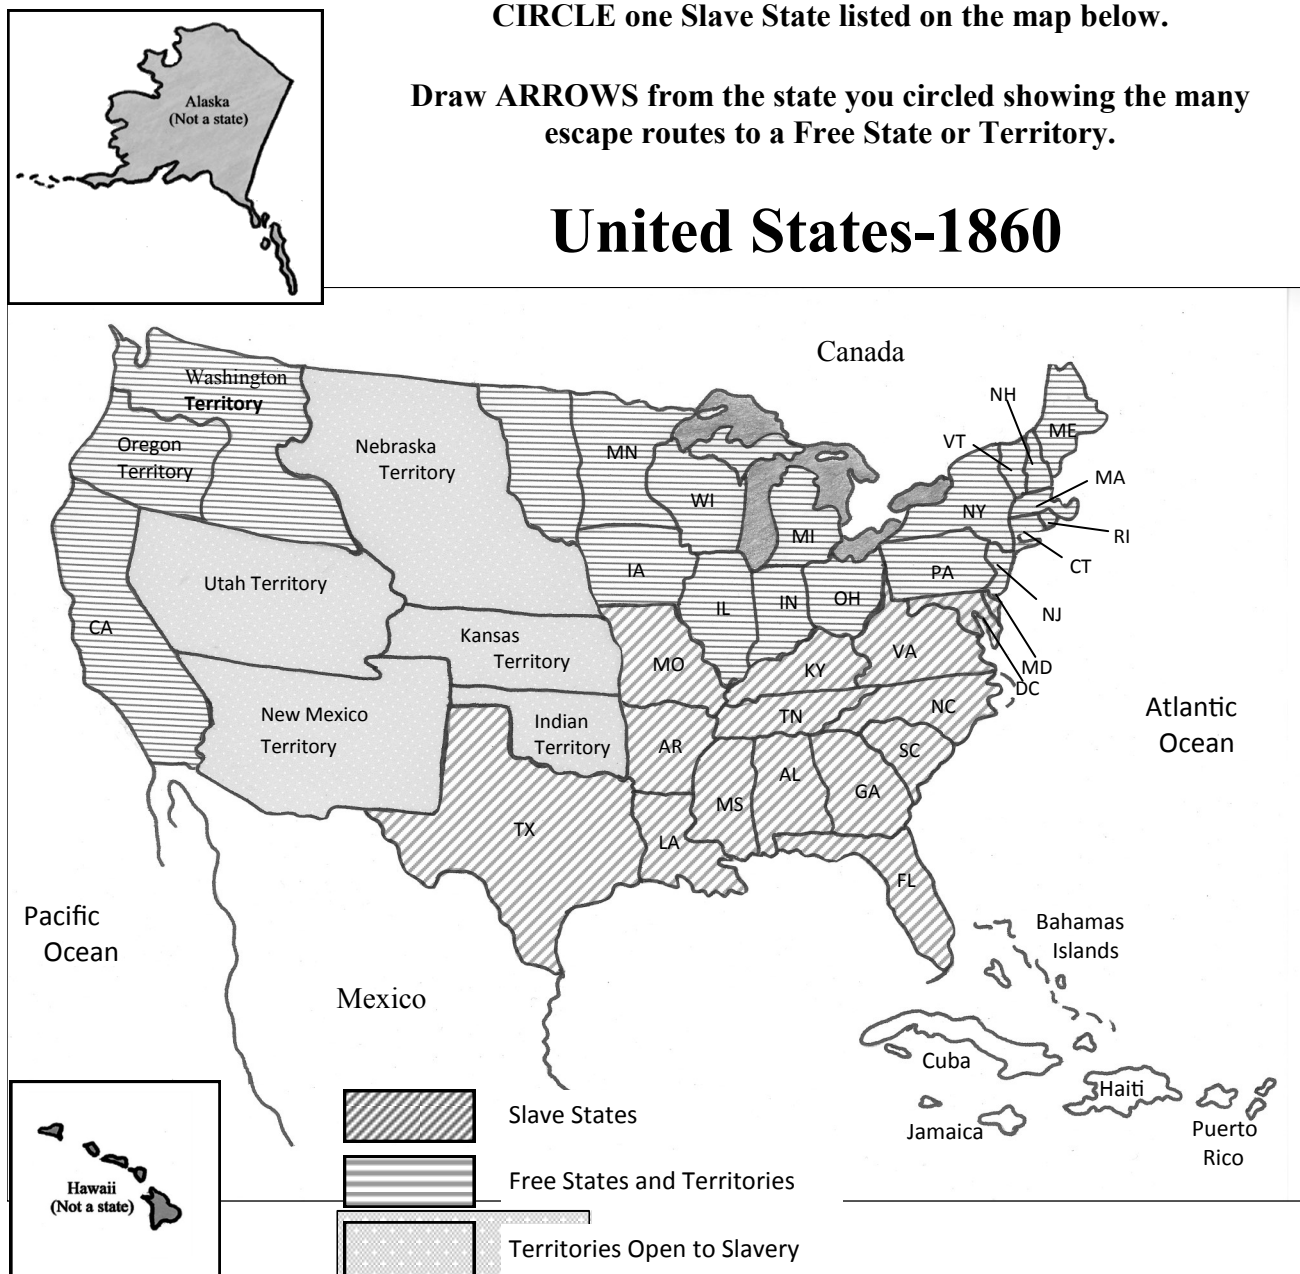 CIRCLE one Slave State listed on the map below.
Draw ARROWS from the state you circled showing the many
escape routes to a Free State or Territory.
United States-1860
Alaska
(Not a state)
Canada
Washington
Territory
Oregon
Territory
Nebraska
Territory
MN
WI
MI
NH
VT
ME
MA
NY
RI
CT
PA
NJ
IA
IL
IN
OH
Utah Territory
CA
Kansas
Territory
MO
KY
VA
MD
DC
New Mexico
Territory
Indian
Territory
TN
NC
AR
SC
AL
GA
MS
TX
LA
FL
Atlantic
Ocean
Pacific
Ocean
Mexico
Bahamas
Islands
Cuba
Haiti
Jamaica
Puerto
Rico
Hawaii
(Not a state)
Slave States
Free States and Territories
Territories Open to Slavery